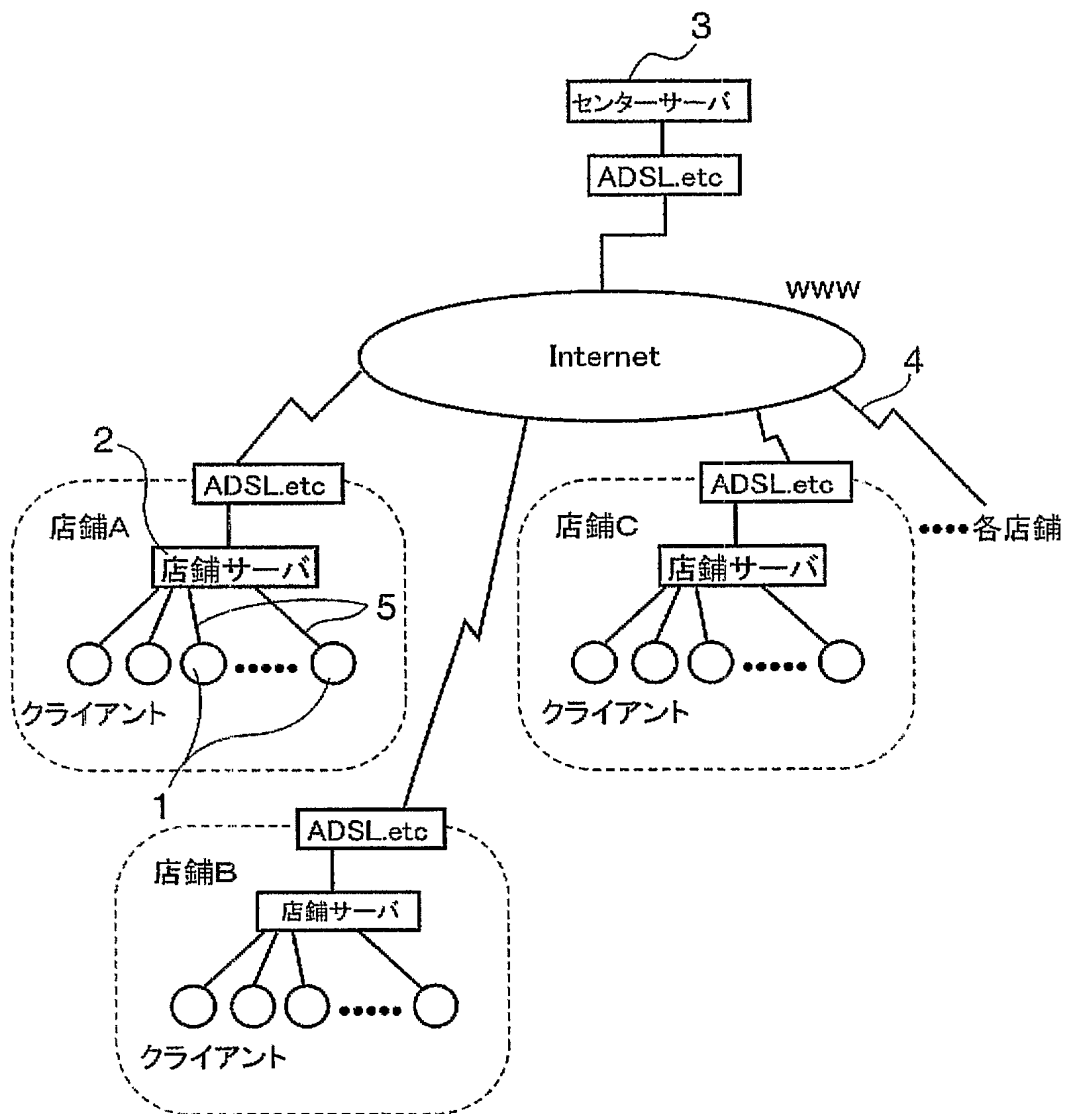 3
センターサーバ
ADSL.etc
WWW
Internet
4
2
ADSL.etc
ADSL.etc
店舗A
店舗C
••••各店舗
店舗サーバ
店舗サーバ
5
•••••
•••••
クライアント
クライアント
1
ADSL.etc
店舗B
店舗サーバ
•••••
クライアント